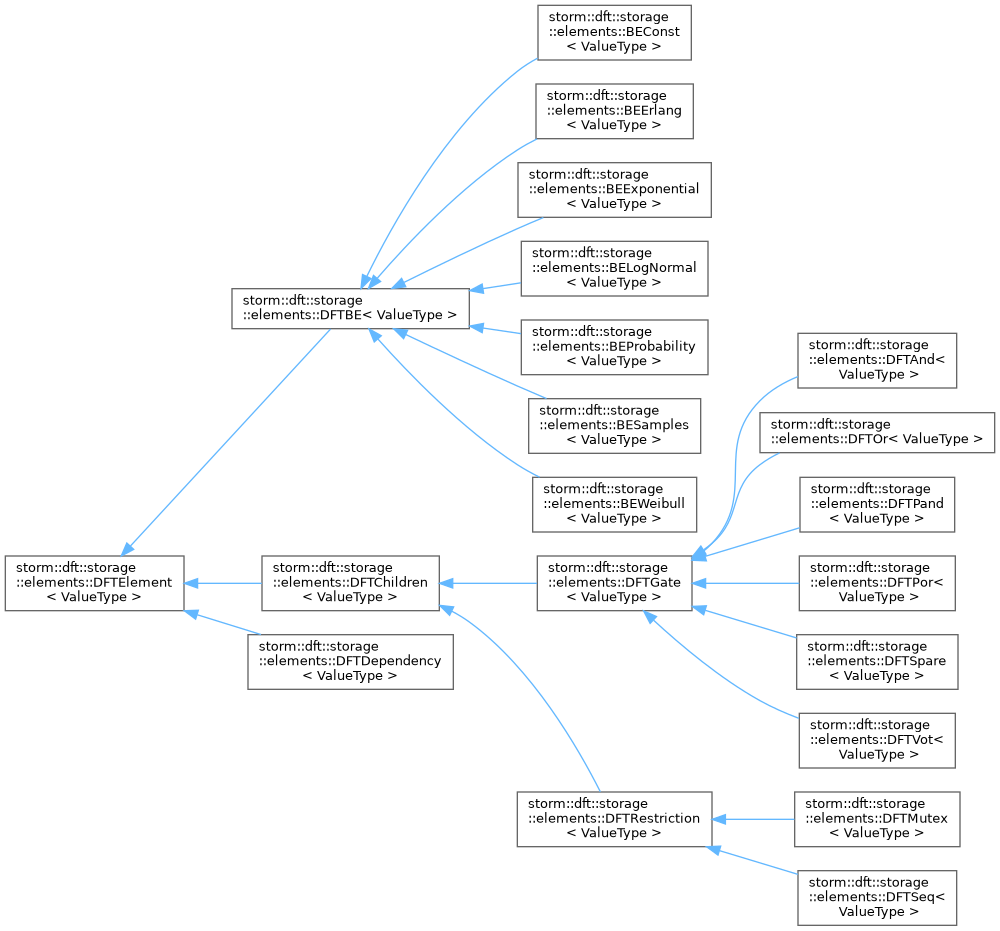 storm::dft::storage
::elements::BEConst
< ValueType >
storm::dft::storage
::elements::BEErlang
< ValueType >
storm::dft::storage
::elements::BEExponential
< ValueType >
storm::dft::storage
::elements::BELogNormal
< ValueType >
storm::dft::storage
::elements::DFTBE< ValueType >
storm::dft::storage
::elements::BEProbability
< ValueType >
storm::dft::storage
::elements::BESamples
< ValueType >
storm::dft::storage
::elements::BEWeibull
< ValueType >
storm::dft::storage
::elements::DFTAnd<
ValueType >
storm::dft::storage
::elements::DFTOr< ValueType >
storm::dft::storage
::elements::DFTPand
< ValueType >
storm::dft::storage
::elements::DFTElement
< ValueType >
storm::dft::storage
::elements::DFTChildren
< ValueType >
storm::dft::storage
::elements::DFTGate
< ValueType >
storm::dft::storage
::elements::DFTPor<
ValueType >
storm::dft::storage
::elements::DFTDependency
< ValueType >
storm::dft::storage
::elements::DFTSpare
< ValueType >
storm::dft::storage
::elements::DFTVot<
ValueType >
storm::dft::storage
::elements::DFTRestriction
< ValueType >
storm::dft::storage
::elements::DFTMutex
< ValueType >
storm::dft::storage
::elements::DFTSeq<
ValueType >